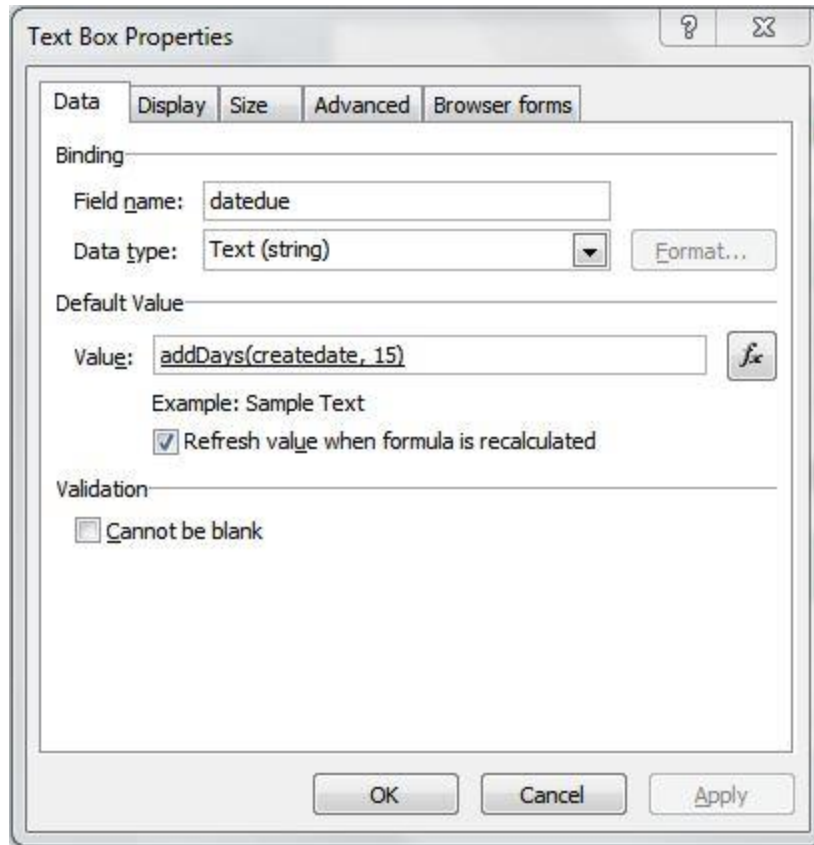 Text Box Properties
Data Display Size Advanced Browser forms
Binding
Field name: datedue
Data type: Text (string) Format...
Default Value
Value: addDays(createdate, 15) fx
Example: Sample Text
Refresh value when formula is recalculated
Validation
Cannot be blank
OK Cancel Apply